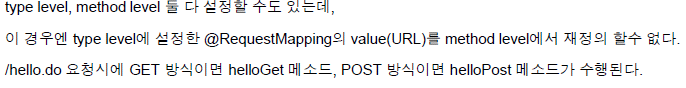 type level, method level 둘 다 설정할 수도 있는데,
이 경우엔 type level에 설정한 @RequestMapping의 value(URL)를 method level에서 재정의 할수 없다.
/hello.do 요청시에 GET 방식이면 helloGet 메소드, POST 방식이면 helloPost 메소드가 수행된다.